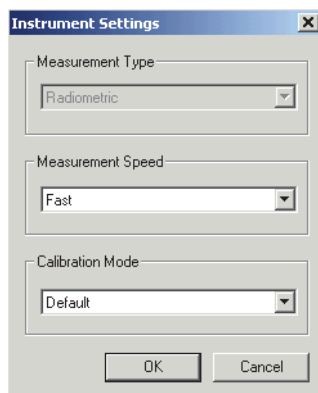 Instrument Settings
Measurement Type
Radiometric
Measurement Speed
Fast
Calibration Mode
Default
OK Cancel